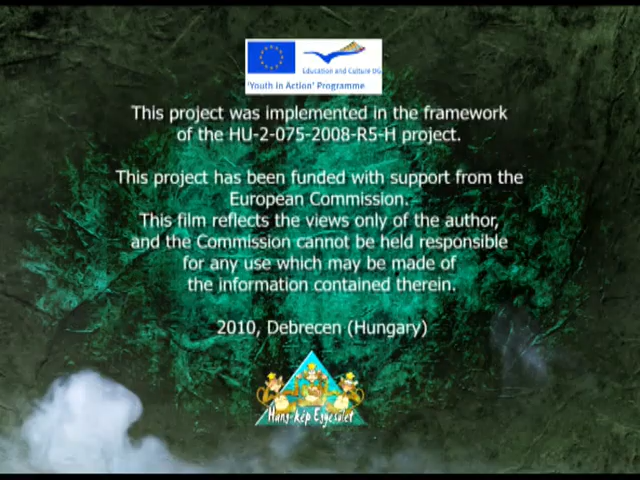 Education and Culture DG
'Youth in Action' Programme
This project was implemented in the framework
of the HU-2-075-2008-R5-H project.
This project has been funded with support from the
European Commission.
This film reflects the views only of the author,
and the Commission cannot be held responsible
for any use which may be made of
the information contained therein.
2010, Debrecen (Hungary)
Hang-Kép Egyesület